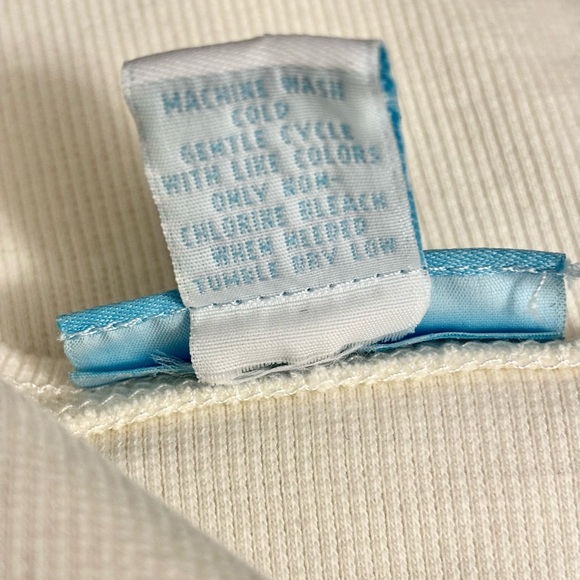 MACHINE WASH
COLD
GENTLE CYCLE
WITH LIKE COLORS
ONLY NON-
CHLORINE BLEACH
WHEN NEEDED
TUMBLE DRY LOW